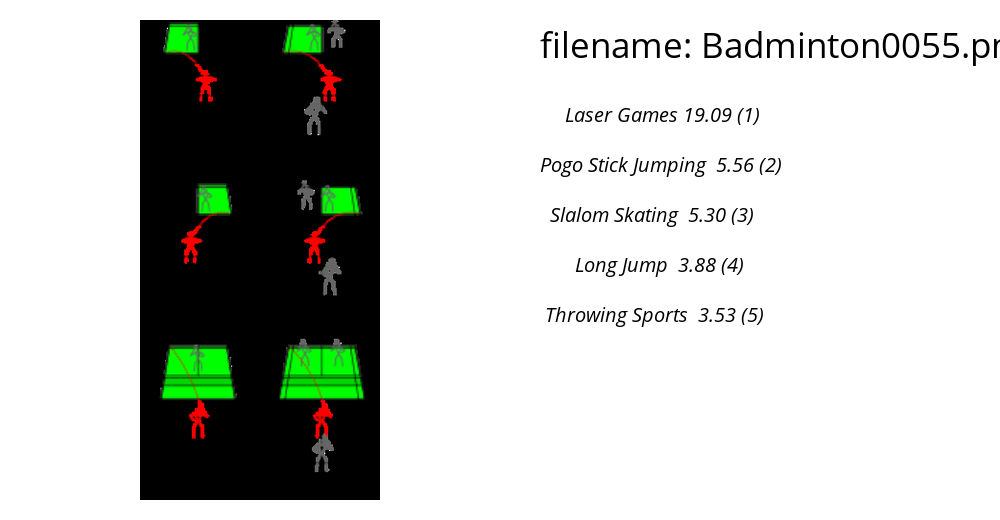 filename: Badminton0055.pn
Laser Games 19.09 (1)
Pogo Stick Jumping 5.56 (2)
Slalom Skating 5.30 (3)
Long Jump 3.88 (4)
Throwing Sports 3.53 (5)